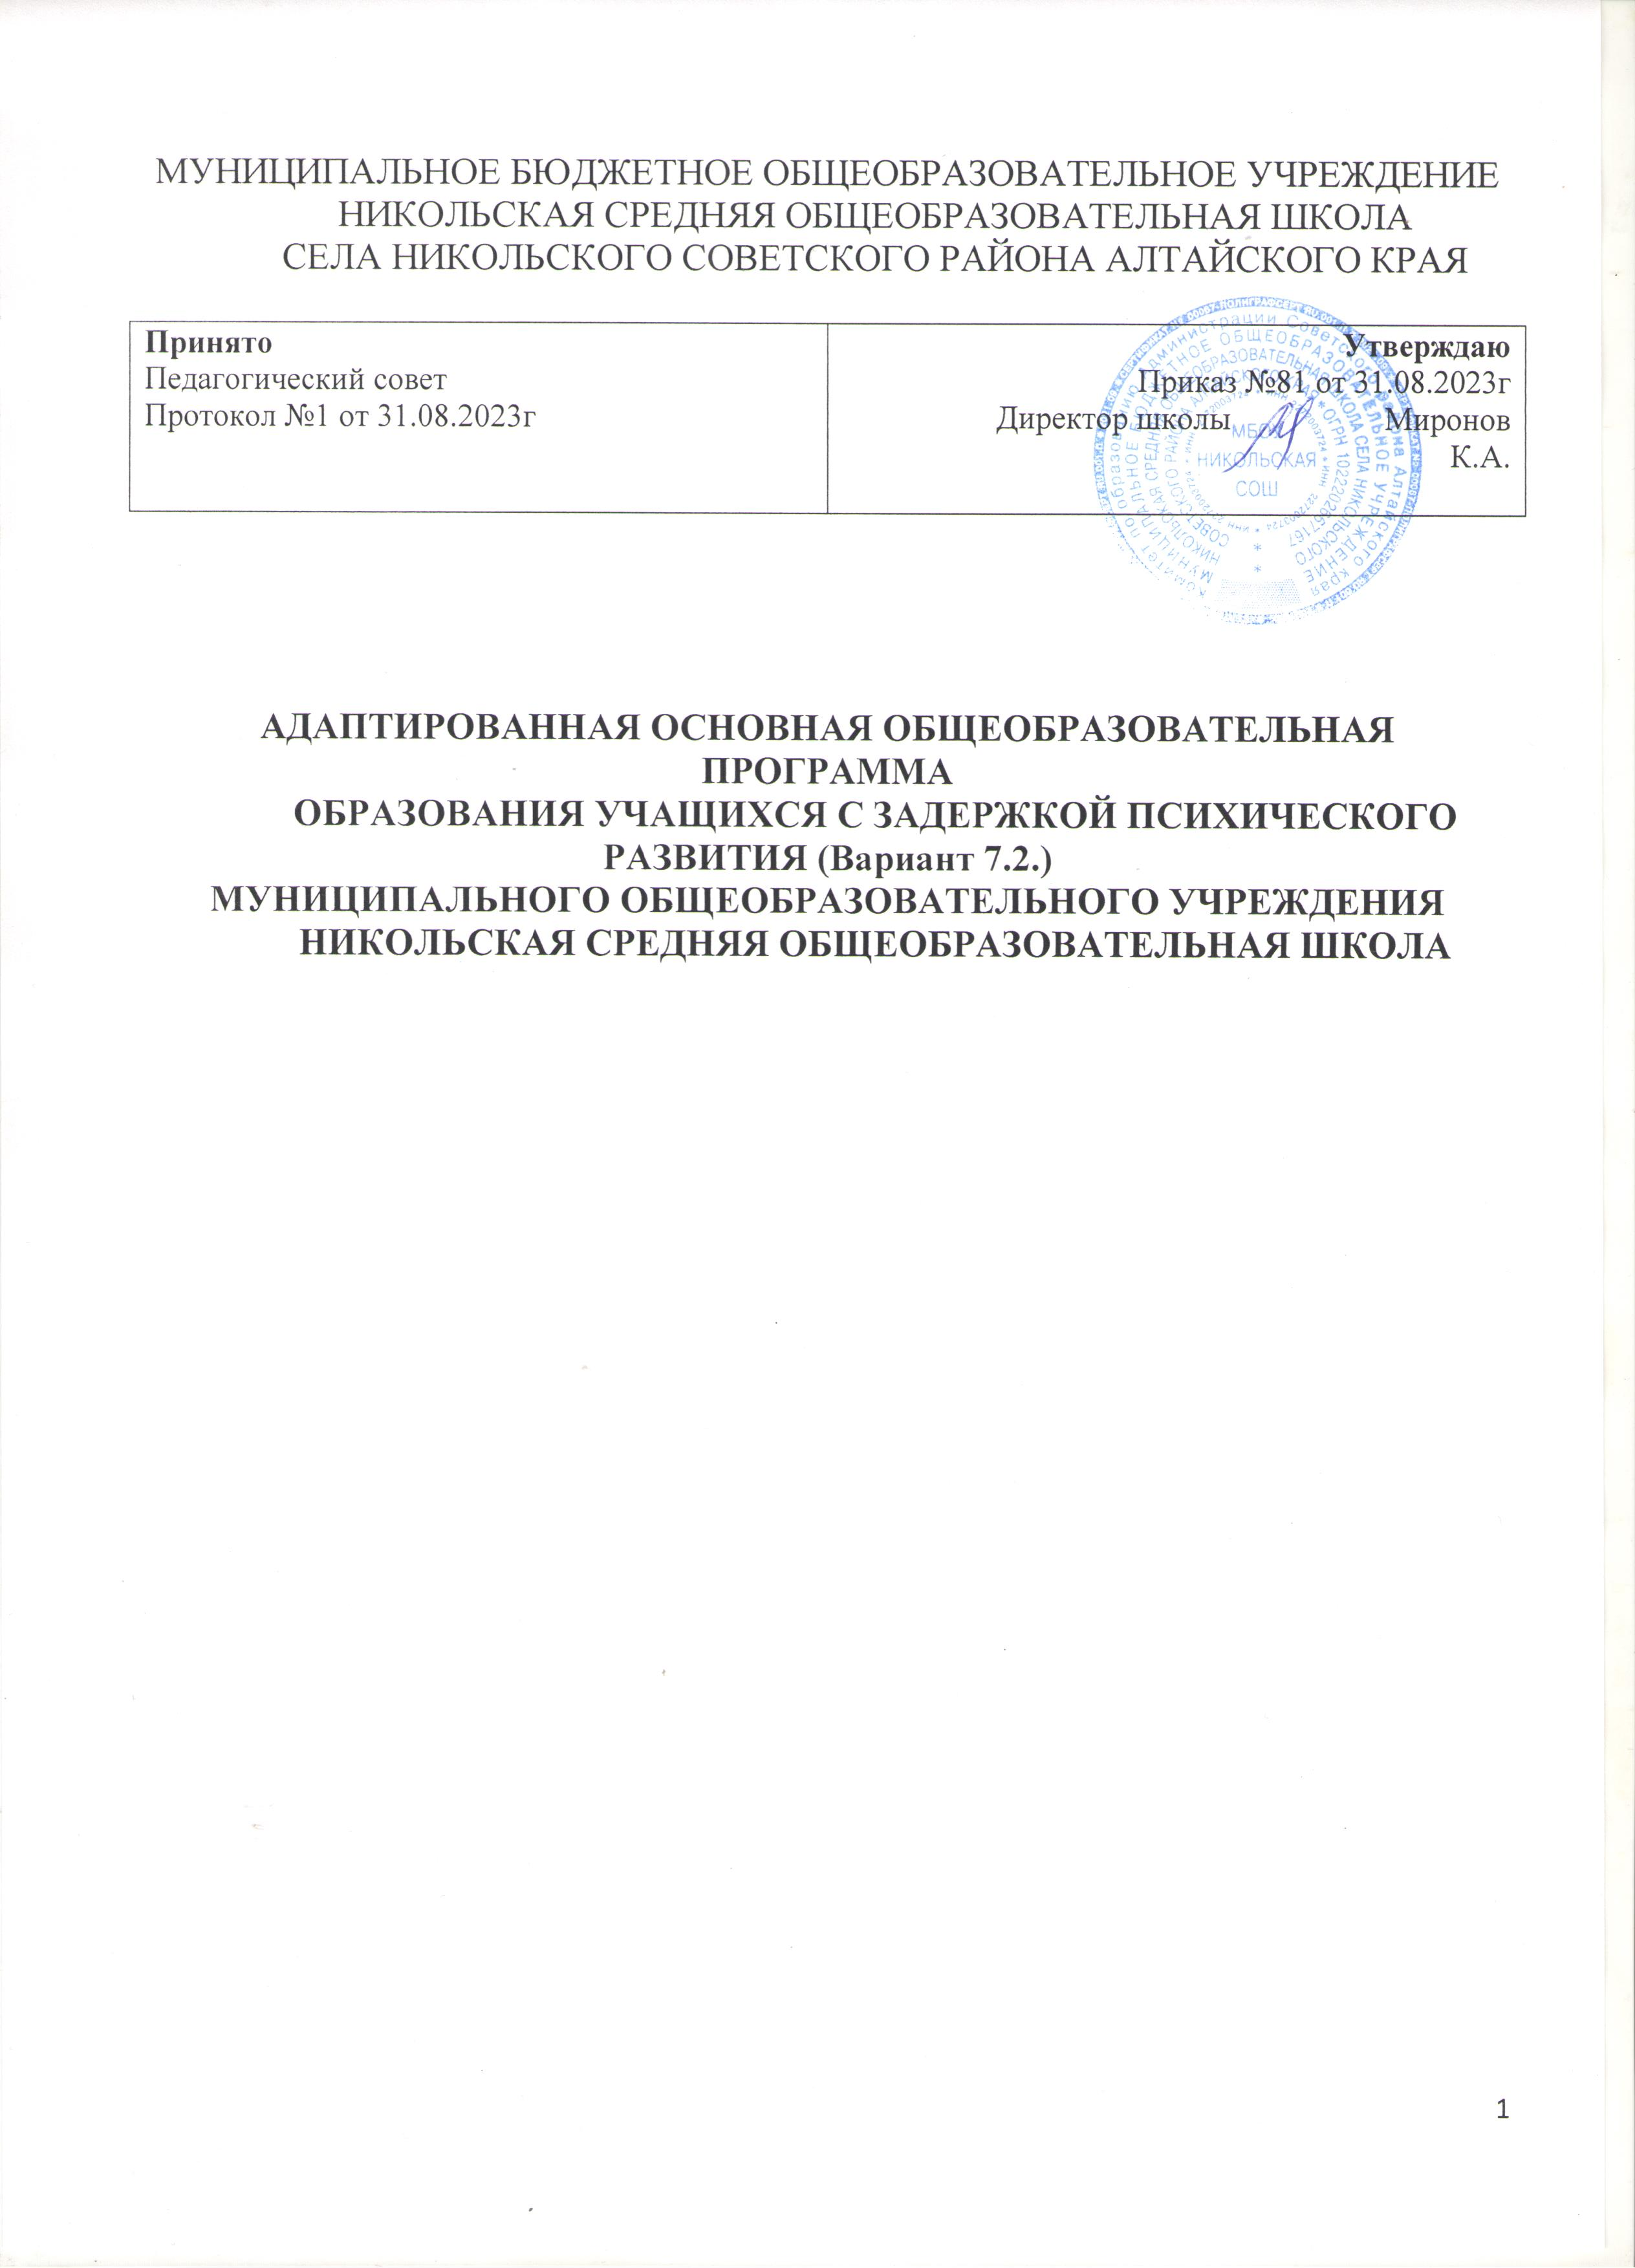 МУНИЦИПАЛЬНОЕ БЮДЖЕТНОЕ ОБЩЕОБРАЗОВАТЕЛЬНОЕ УЧРЕЖДЕНИЕ
НИКОЛЬСКАЯ СРЕДНЯЯ ОБЩЕОБРАЗОВАТЕЛЬНАЯ ШКОЛА
СЕЛА НИКОЛЬСКОГО СОВЕТСКОГО РАЙОНА АЛТАЙСКОГО КРАЯ
Принято
Педагогический совет
Протокол №1 от 31.08.2023г
Утверждаю
Приказ №81 от 31.08.2023г
Директор школы Миронов
К.А.
МБОУ
НИКОЛЬСКАЯ
СОШ
АДАПТИРОВАННАЯ ОСНОВНАЯ ОБЩЕОБРАЗОВАТЕЛЬНАЯ
ПРОГРАММА
ОБРАЗОВАНИЯ УЧАЩИХСЯ С ЗАДЕРЖКОЙ ПСИХИЧЕСКОГО
РАЗВИТИЯ (Вариант 7.2.)
МУНИЦИПАЛЬНОГО ОБЩЕОБРАЗОВАТЕЛЬНОГО УЧРЕЖДЕНИЯ
НИКОЛЬСКАЯ СРЕДНЯЯ ОБЩЕОБРАЗОВАТЕЛЬНАЯ ШКОЛА
1